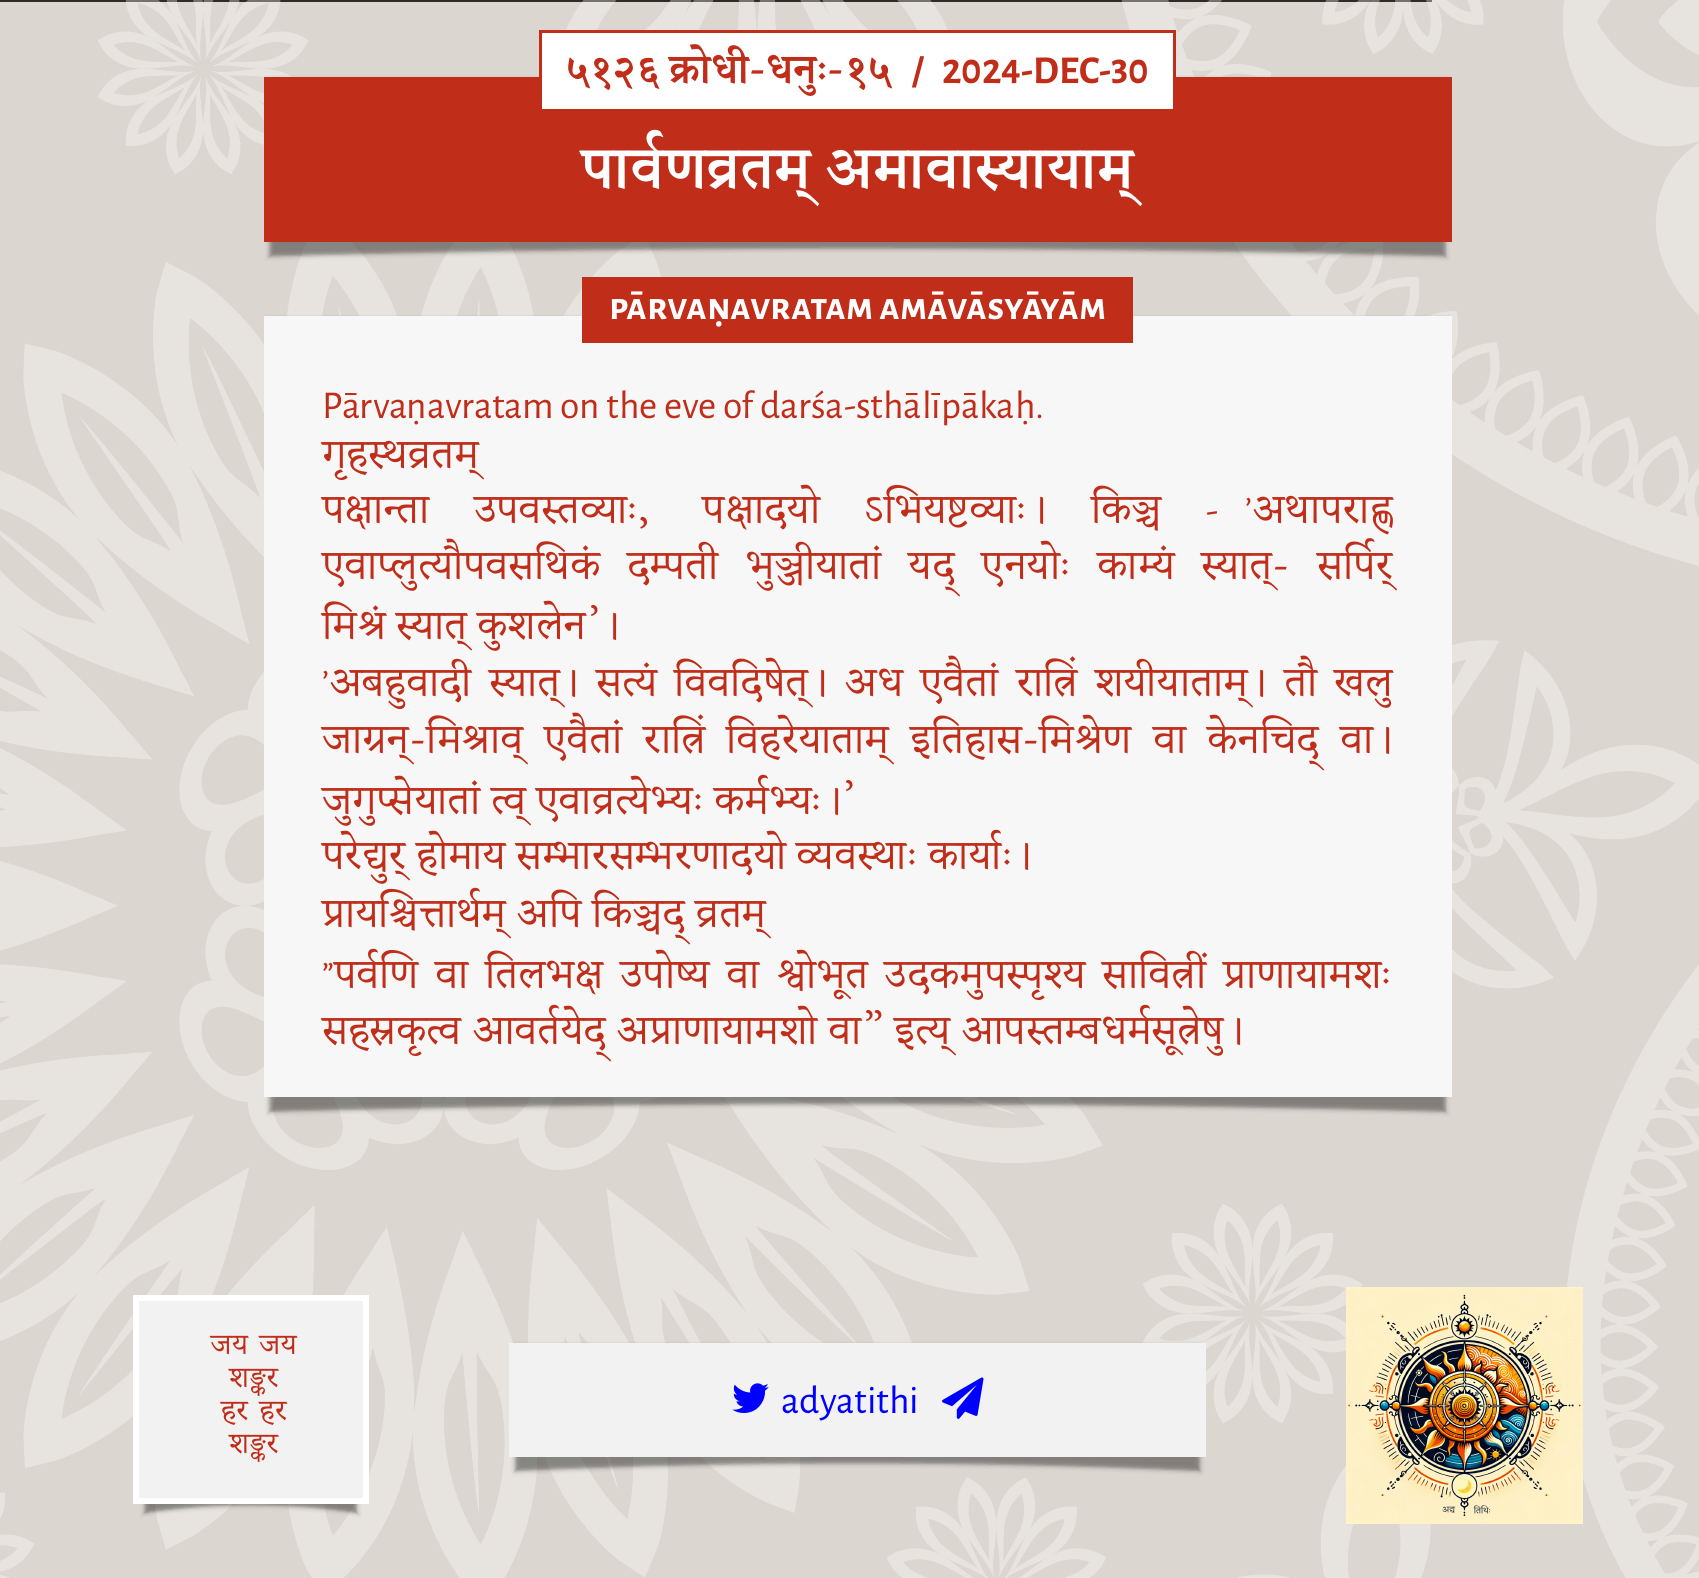 ५१२६ क्रोधी-धनुः-१५ / 2024-DEC-30
पार्वणव्रतम् अमावास्यायाम्
PĀRVAṆAVRATAM AMĀVĀSYĀYĀM
Pārvaṇavratam on the eve of darśa-sthālīpākaḥ.
गृहस्थव्रतम्
पक्षान्ता उपवस्तव्याः, पक्षादयो ऽभियष्टव्याः। किञ्च - ’अथापराह्ण
एवाप्लुत्यौपवसथिकं दम्पती भुञ्जीयातां यद् एनयोः काम्यं स्यात्- सर्पिर्
मिश्रं स्यात् कुशलेन’।
’अबहुवादी स्यात्। सत्यं विवदिषेत्। अध एवैतां रात्रिं शयीयाताम्। तौ खलु
जाग्रन्-मिश्राव् एवैतां रात्रिं विहरेयाताम् इतिहास-मिश्रेण वा केनचिद् वा।
जुगुप्सेयातां त्व् एवाव्रत्येभ्यः कर्मभ्यः।’
परेद्युर् होमाय सम्भारसम्भरणादयो व्यवस्थाः कार्याः।
प्रायश्चित्तार्थम् अपि किञ्चद् व्रतम्
”पर्वणि वा तिलभक्ष उपोष्य वा श्वोभूत उदकमुपस्पृश्य सावित्रीं प्राणायामशः
सहस्रकृत्व आवर्तयेद् अप्राणायामशो वा” इत्य् आपस्तम्बधर्मसूत्रेषु।
जय जय
शङ्कर
हर हर
शङ्कर
adyatithi
अद्य तिथिः